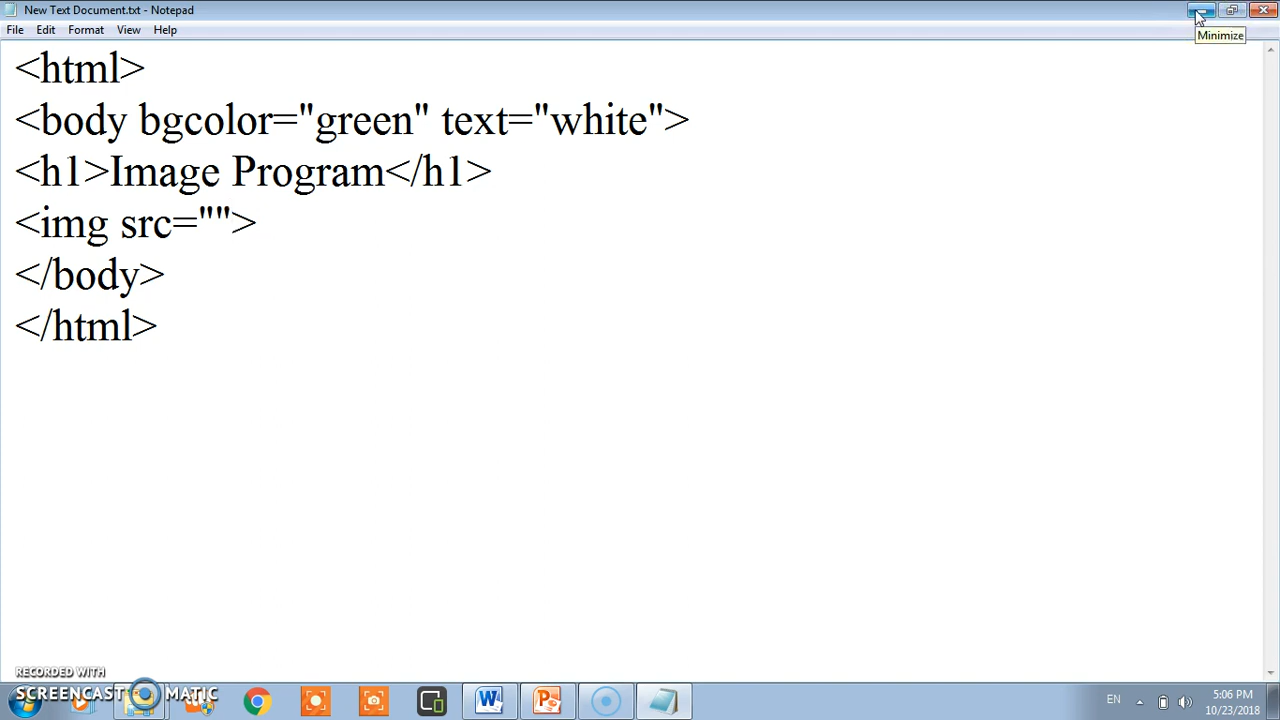 New Text Document.txt - Notepad
File Edit Format View Help
Minimize
<html>
<body bgcolor="green" text="white">
<h1>Image Program</h1>
<img src="">
</body>
</html>
RECORDED WITH
SCREENCAST MATIC
EN
5:06 PM
10/23/2018